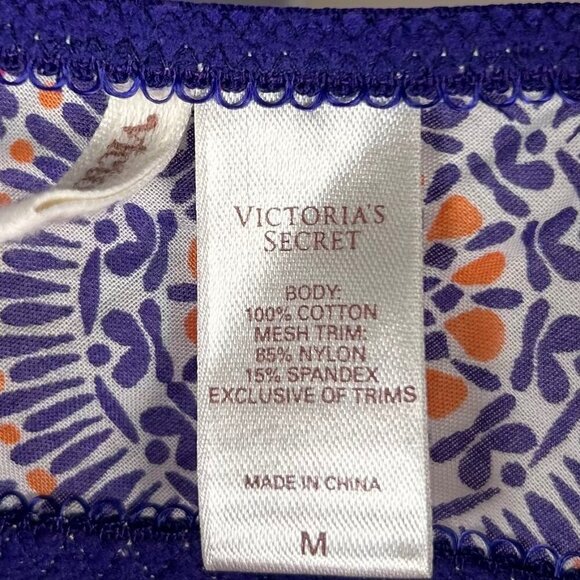 VICTORIA'S
SECRET
BODY:
100% COTTON
MESH TRIM:
85% NYLON
15% SPANDEX
EXCLUSIVE OF TRIMS
MADE IN CHINA
M